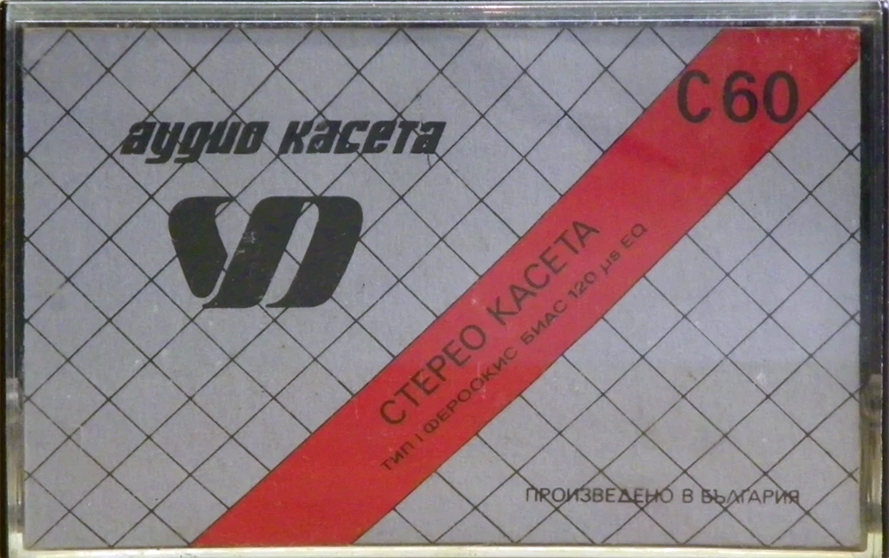 C60
аудио касета
СТЕРЕО КАСЕТА
ТИП I ФЕРООКИС БИАС 120 µs EQ
ПРОИЗВЕДЕНО В БЪЛГАРИЯ